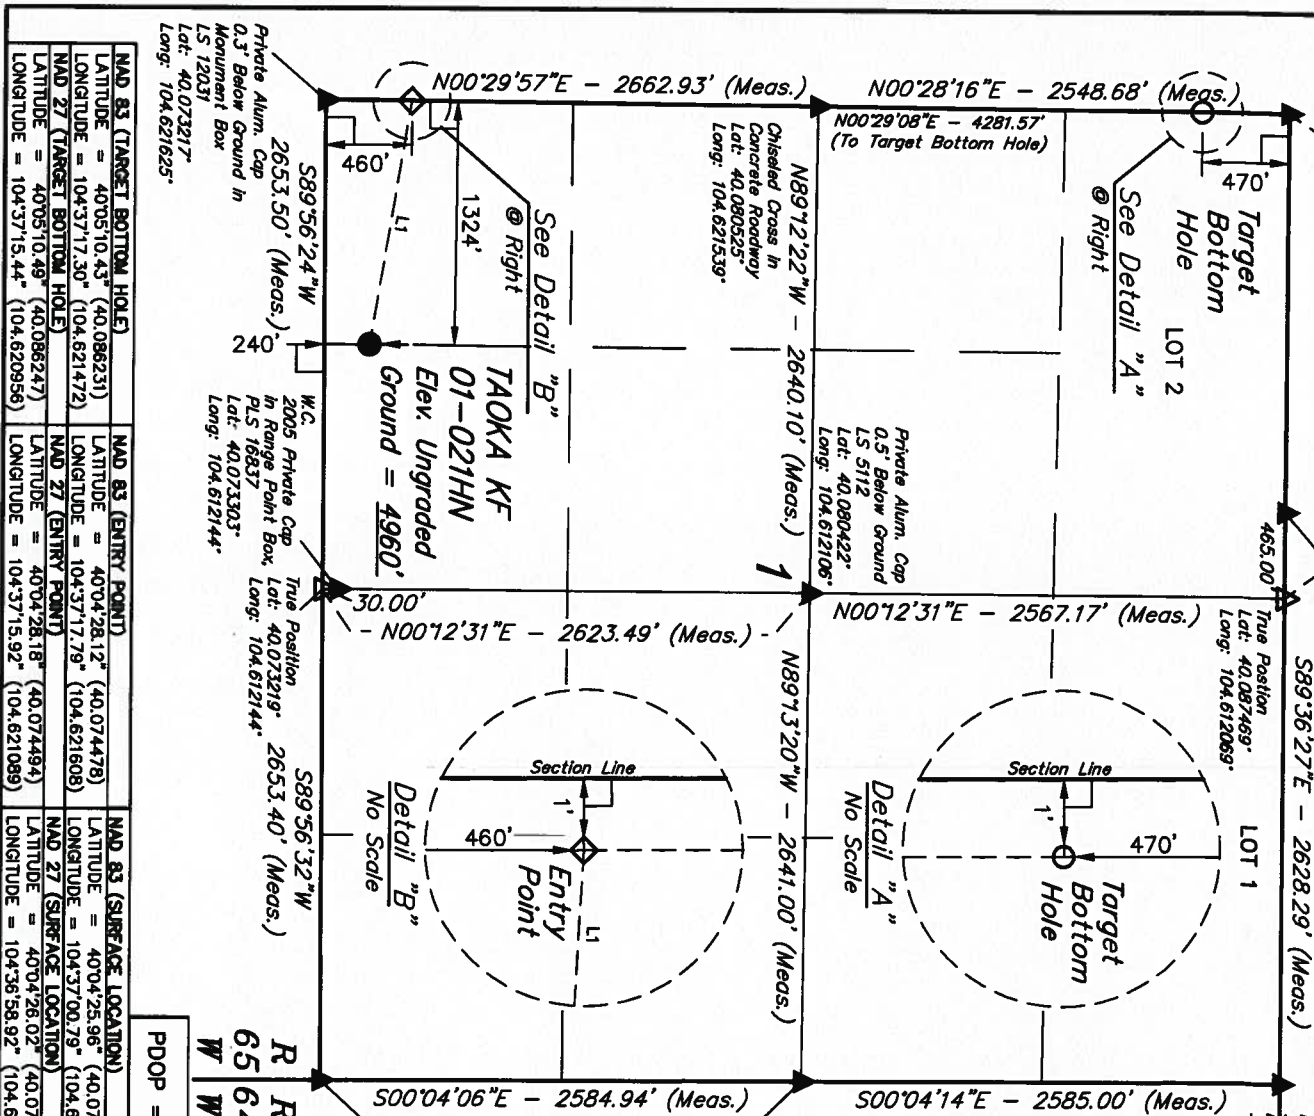 N00°29'57"E - 2662.93' (Meas.)
N00°28'16"E - 2548.68' (Meas.)
N00°29'08"E - 4281.57'
(To Target Bottom Hole)
470'
Target
Bottom
Hole
LOT 2
See Detail "A"
@ Right
465.00'
True Position
Lat: 40.087469°
Long: 104.612069°
S89°36'27"E - 2628.29' (Meas.)
LOT 1
Chiseled Cross in
Concrete Roadway
Lat: 40.080525°
Long: 104.621539°
N89°12'22"W - 2640.10' (Meas.)
Private Alum. Cap
0.5' Below Ground
LS 5112
Lat: 40.080422°
Long: 104.612106°
1
N89°13'20"W - 2641.00' (Meas.)
460'
L1
1324'
See Detail "B"
@ Right
240'
TAOKA KF
01-021HN
Elev. Ungraded
Ground = 4960'
Private Alum. Cap
0.3' Below Ground in
Monument Box
LS 12031
Lat: 40.073217°
Long: 104.621625°
S89°56'24"W
2653.50' (Meas.)
W.C.
2005 Private Cap
in Range Point Box,
PLS 16837
Lat: 40.073303°
Long: 104.612144°
30.00'
True Position
Lat: 40.073219°
Long: 104.612144°
S89°56'32"W
2653.40' (Meas.)
N00°12'31"E - 2623.49' (Meas.)
N00°12'31"E - 2567.17' (Meas.)
Section Line
1'
470'
Target
Bottom
Hole
Detail "A"
No Scale
Section Line
1'
460'
Entry
Point
L1
Detail "B"
No Scale
S00°04'06"E - 2584.94' (Meas.)
S00°04'14"E - 2585.00' (Meas.)
R R
65 64
W W
PDOP =
NAD 83 (TARGET BOTTOM HOLE)
LATITUDE = 40°05'10.43" (40.086231)
LONGITUDE = 104°37'17.30" (104.621472)
NAD 27 (TARGET BOTTOM HOLE)
LATITUDE = 40°05'10.49" (40.086247)
LONGITUDE = 104°37'15.44" (104.620956)
NAD 83 (ENTRY POINT)
LATITUDE = 40°04'28.12" (40.074478)
LONGITUDE = 104°37'17.79" (104.621608)
NAD 27 (ENTRY POINT)
LATITUDE = 40°04'28.18" (40.074494)
LONGITUDE = 104°37'15.92" (104.621089)
NAD 83 (SURFACE LOCATION)
LATITUDE = 40°04'25.96" (40.07
LONGITUDE = 104°37'00.79" (104.6
NAD 27 (SURFACE LOCATION)
LATITUDE = 40°04'26.02" (40.07
LONGITUDE = 104°36'58.92" (104.6